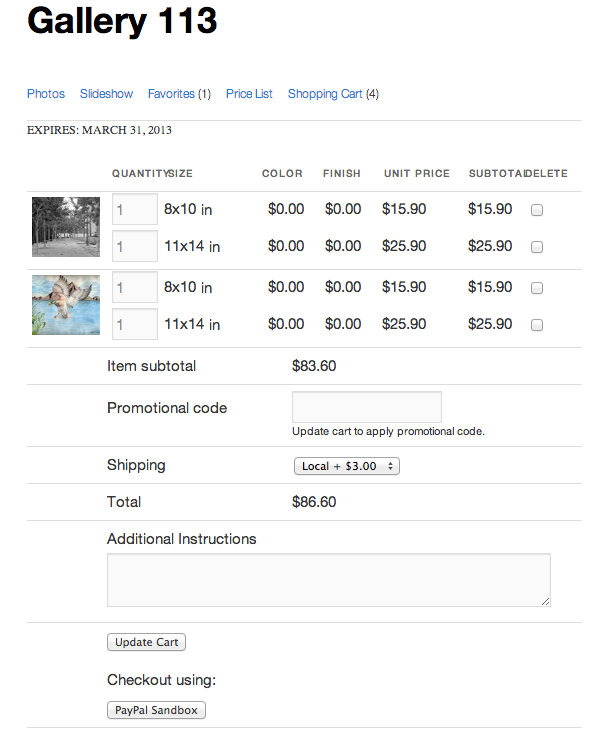 Gallery 113
Photos Slideshow Favorites (1) Price List Shopping Cart (4)
EXPIRES: MARCH 31, 2013
QUANTITY SIZE COLOR FINISH UNIT PRICE SUBTOTAL DELETE
1 8x10 in $0.00 $0.00 $15.90 $15.90
1 11x14 in $0.00 $0.00 $25.90 $25.90
1 8x10 in $0.00 $0.00 $15.90 $15.90
1 11x14 in $0.00 $0.00 $25.90 $25.90
Item subtotal $83.60
Promotional code
Update cart to apply promotional code.
Shipping Local + $3.00
Total $86.60
Additional Instructions
Update Cart
Checkout using:
PayPal Sandbox